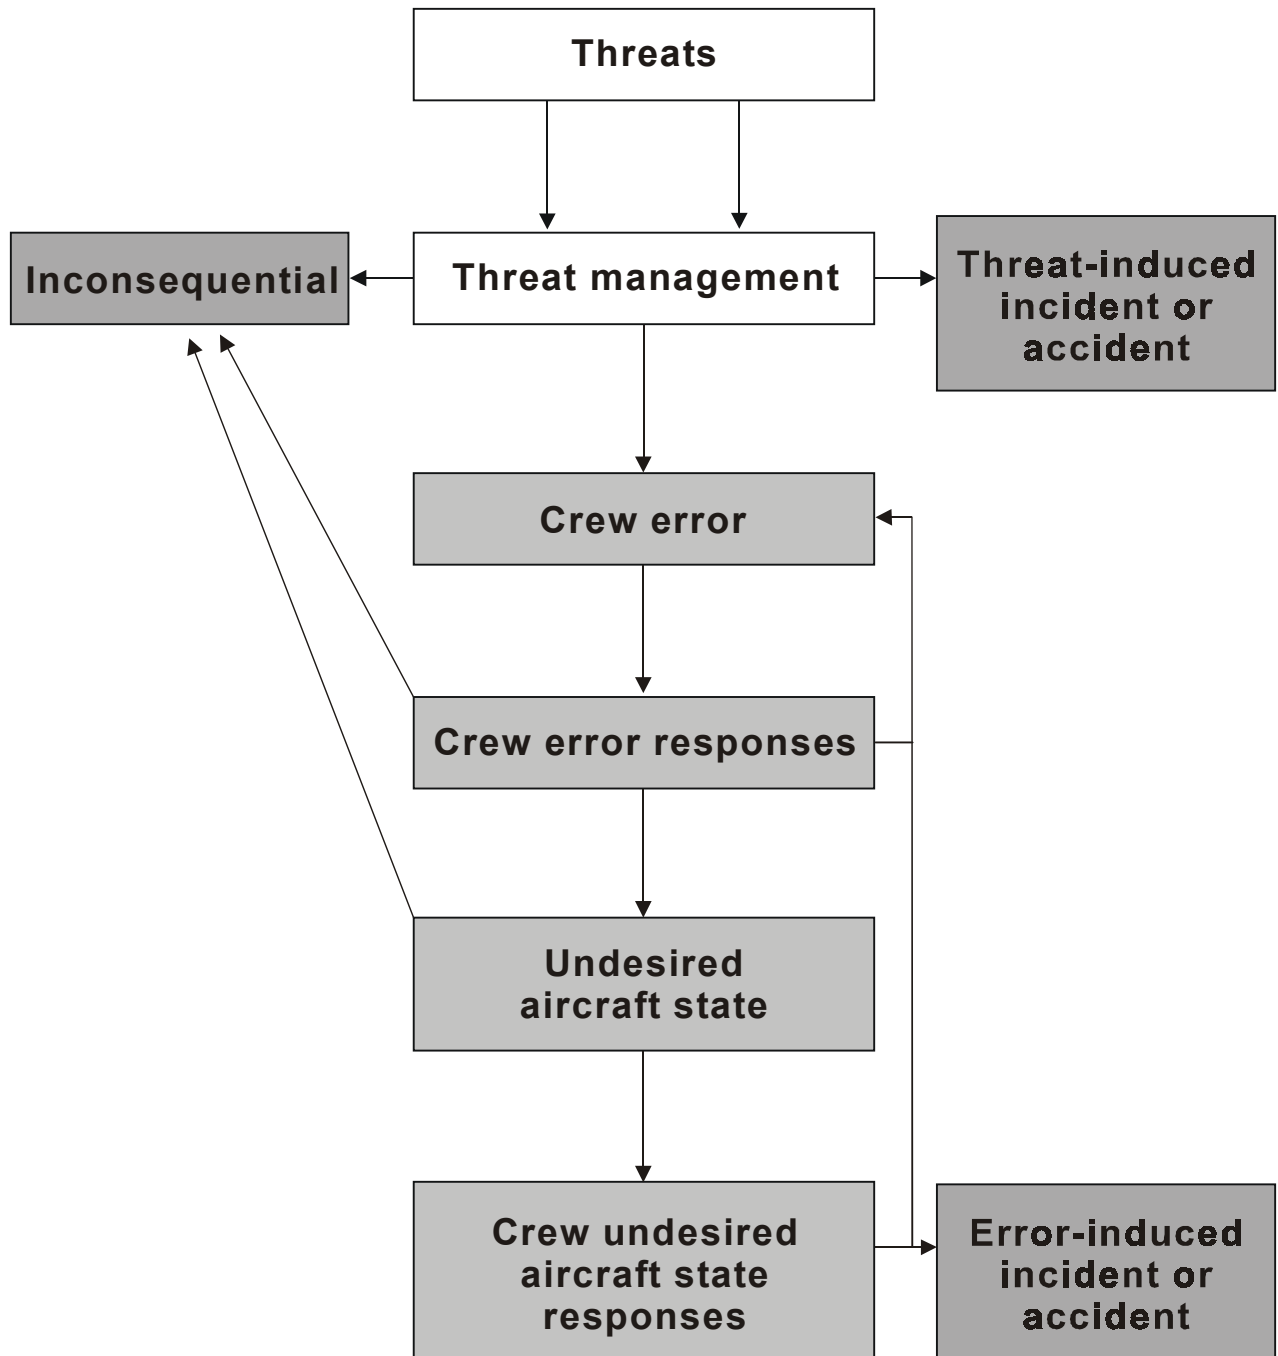 Threats
Inconsequential
Threat management
Threat-induced
incident or
accident
Crew error
Crew error responses
Undesired
aircraft state
Crew undesired
aircraft state
responses
Error-induced
incident or
accident